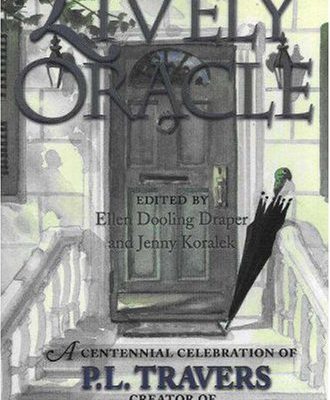 LIVELY
ORACLE
EDITED BY
Ellen Dooling Draper
and Jenny Koralek
A CENTENNIAL CELEBRATION OF
P.L. TRAVERS
CREATOR OF